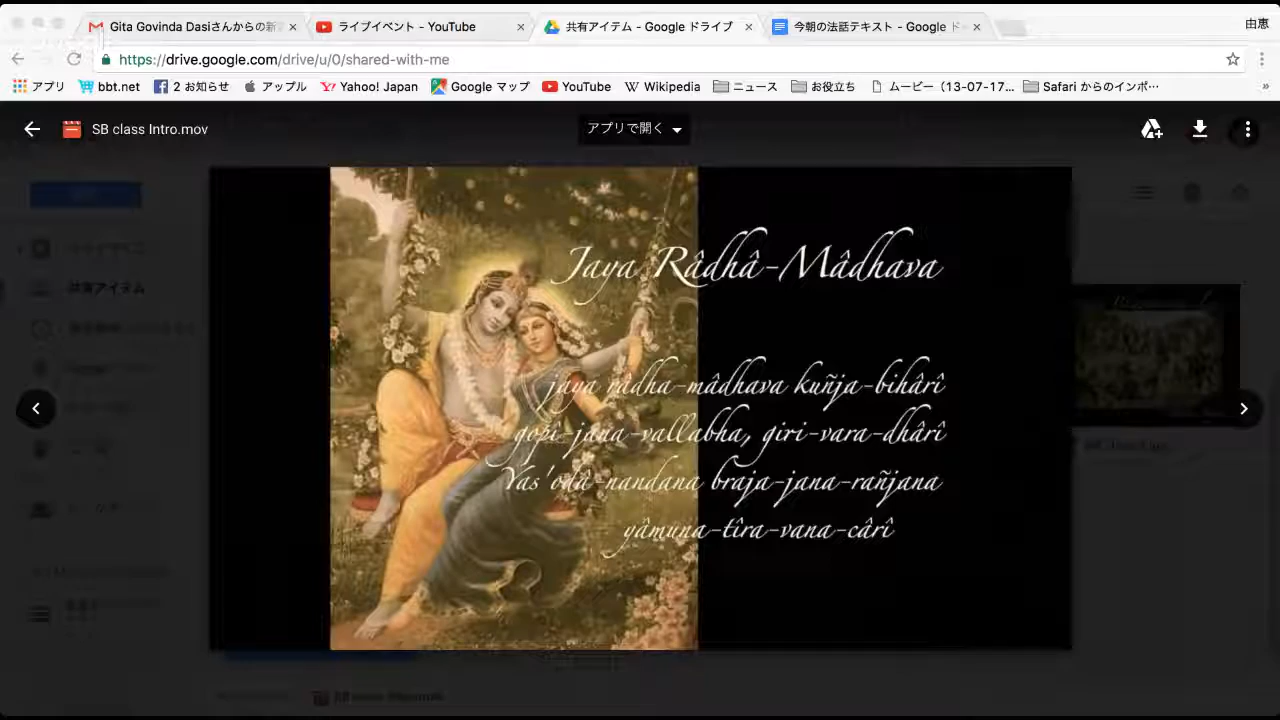 Gita Govinda Dasiさんからの新
ライブイベント - YouTube
共有アイテム - Google ドライブ
今朝の法話テキスト - Google ド
由惠
https://drive.google.com/drive/u/0/shared-with-me
アプリ
bbt.net
2 お知らせ
アップル
Yahoo! Japan
Google マップ
YouTube
Wikipedia
ニュース
お役立ち
ムービー（13-07-17...
Safari からのインポ…
»
SB class Intro.mov
アプリで開く
共有アイテム
Jaya Râdhâ-Mâdhava
jaya râdha-mâdhava kuñja-bihârî
gopî-jana-vallabha, giri-vara-dhârî
Yas'odâ-nandana braja-jana-rañjana
yâmuna-tîra-vana-cârî